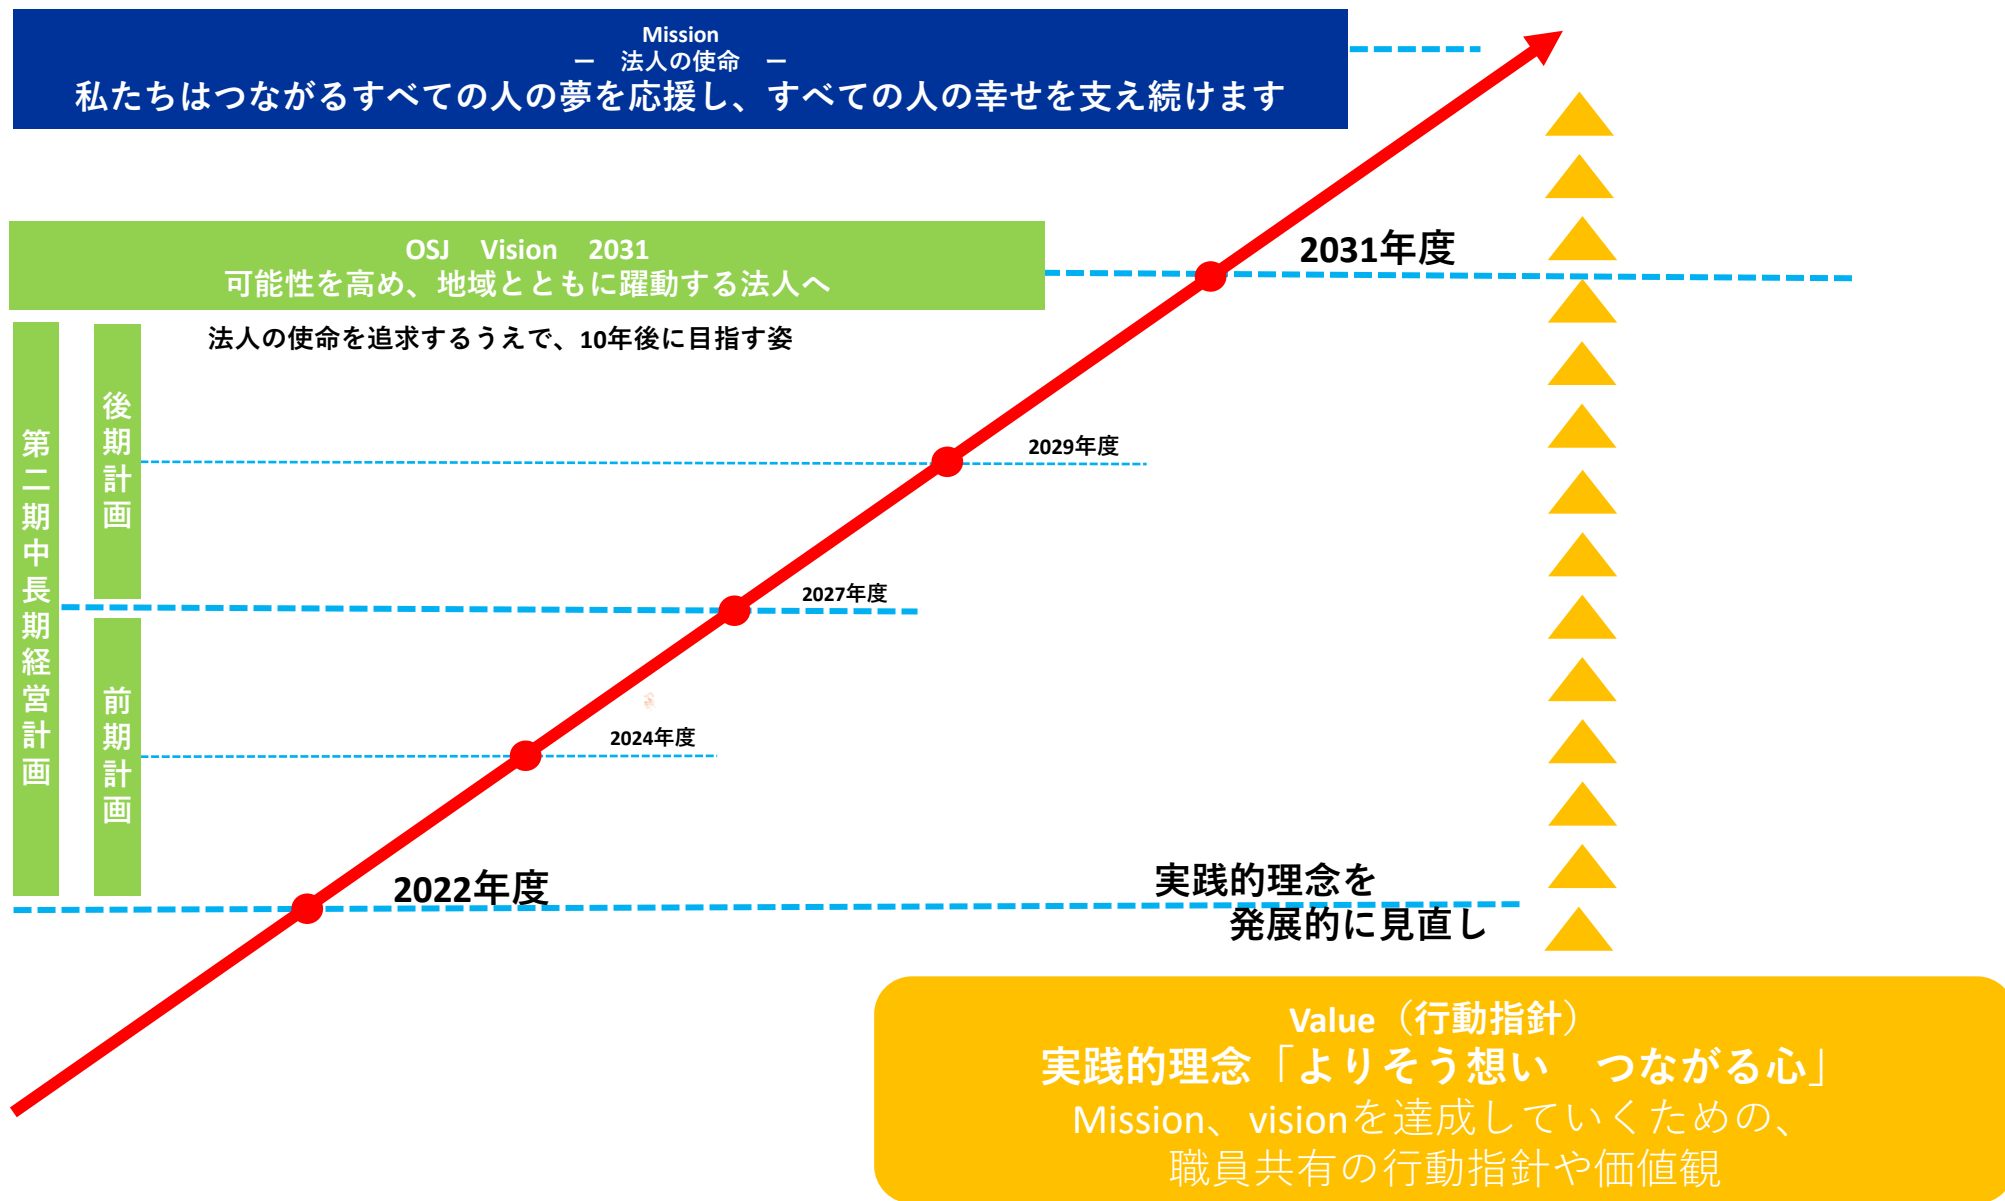 Mission
ー　法人の使命　ー
私たちはつながるすべての人の夢を応援し、すべての人の幸せを支え続けます
OSJ　Vision　2031
可能性を高め、地域とともに躍動する法人へ
2031年度
法人の使命を追求するうえで、10年後に目指す姿
第二期中長期経営計画
後期計画
2029年度
2027年度
前期計画
2024年度
2022年度
実践的理念を
発展的に見直し
Value（行動指針）
実践的理念「よりそう想い　つながる心」
Mission、visionを達成していくための、
職員共有の行動指針や価値観